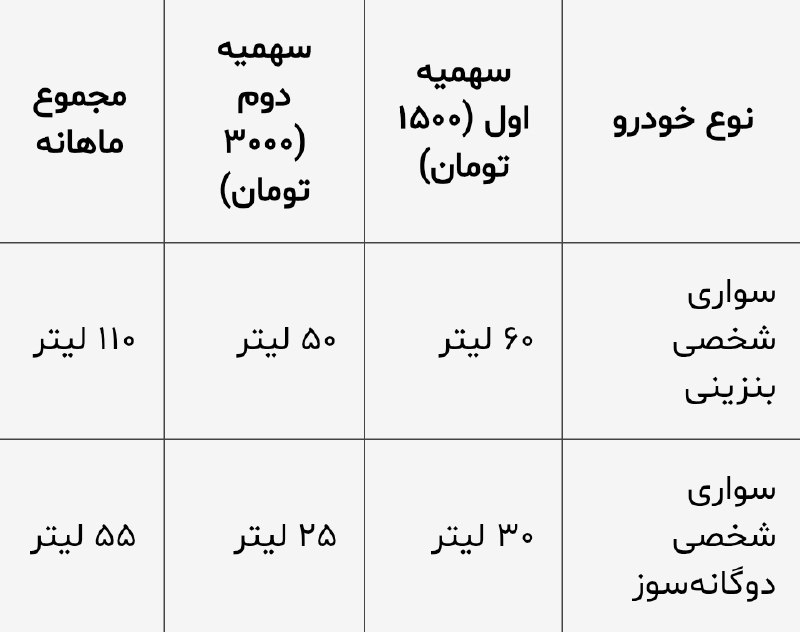 نوع خودرو
سهمیه
اول (۱۵۰۰
تومان)
سهمیه
دوم
(۳۰۰۰
تومان)
مجموع
ماهانه
سواری
شخصی
بنزینی
۶۰ لیتر
۵۰ لیتر
۱۱۰ لیتر
سواری
شخصی
دوگانه‌سوز
۳۰ لیتر
۲۵ لیتر
۵۵ لیتر